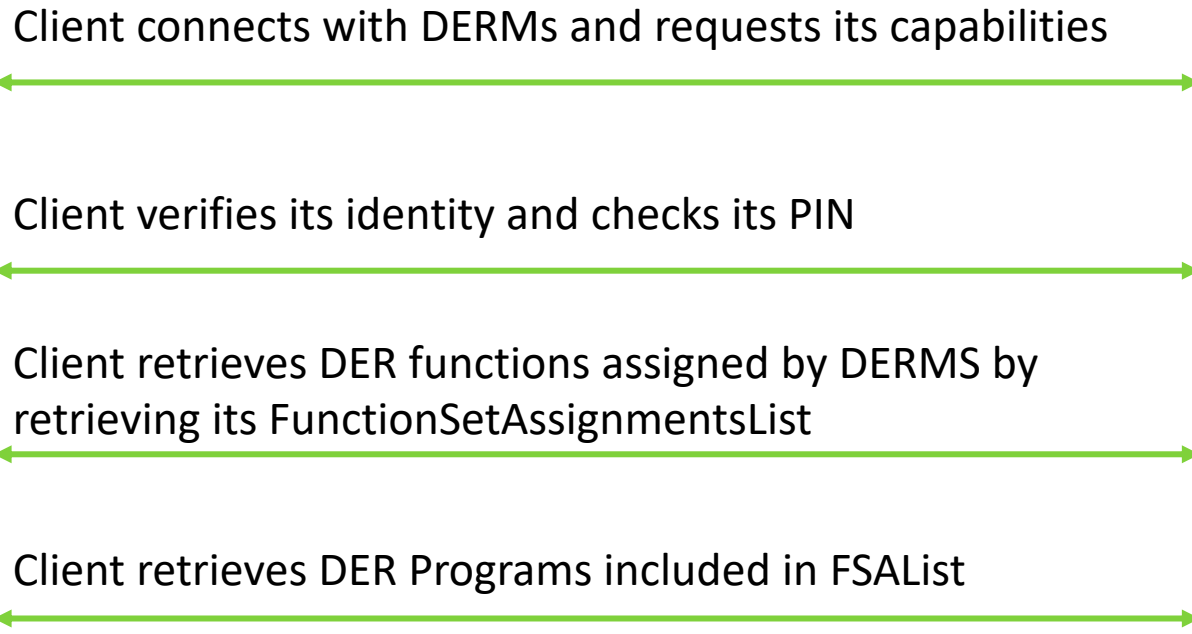 Client connects with DERMs and requests its capabilities
Client verifies its identity and checks its PIN
Client retrieves DER functions assigned by DERMS by
retrieving its FunctionSetAssignmentsList
Client retrieves DER Programs included in FSAList